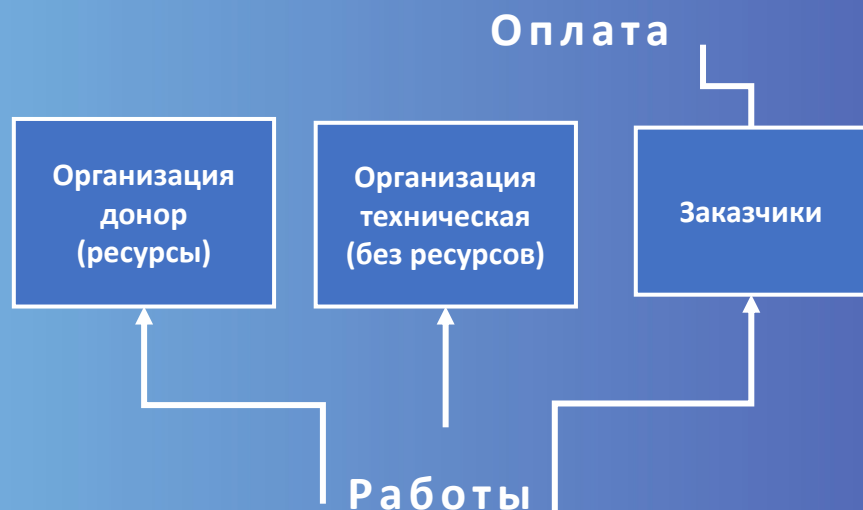 Оплата
Организация
донор
(ресурсы)
Организация
техническая
(без ресурсов)
Заказчики
Работы